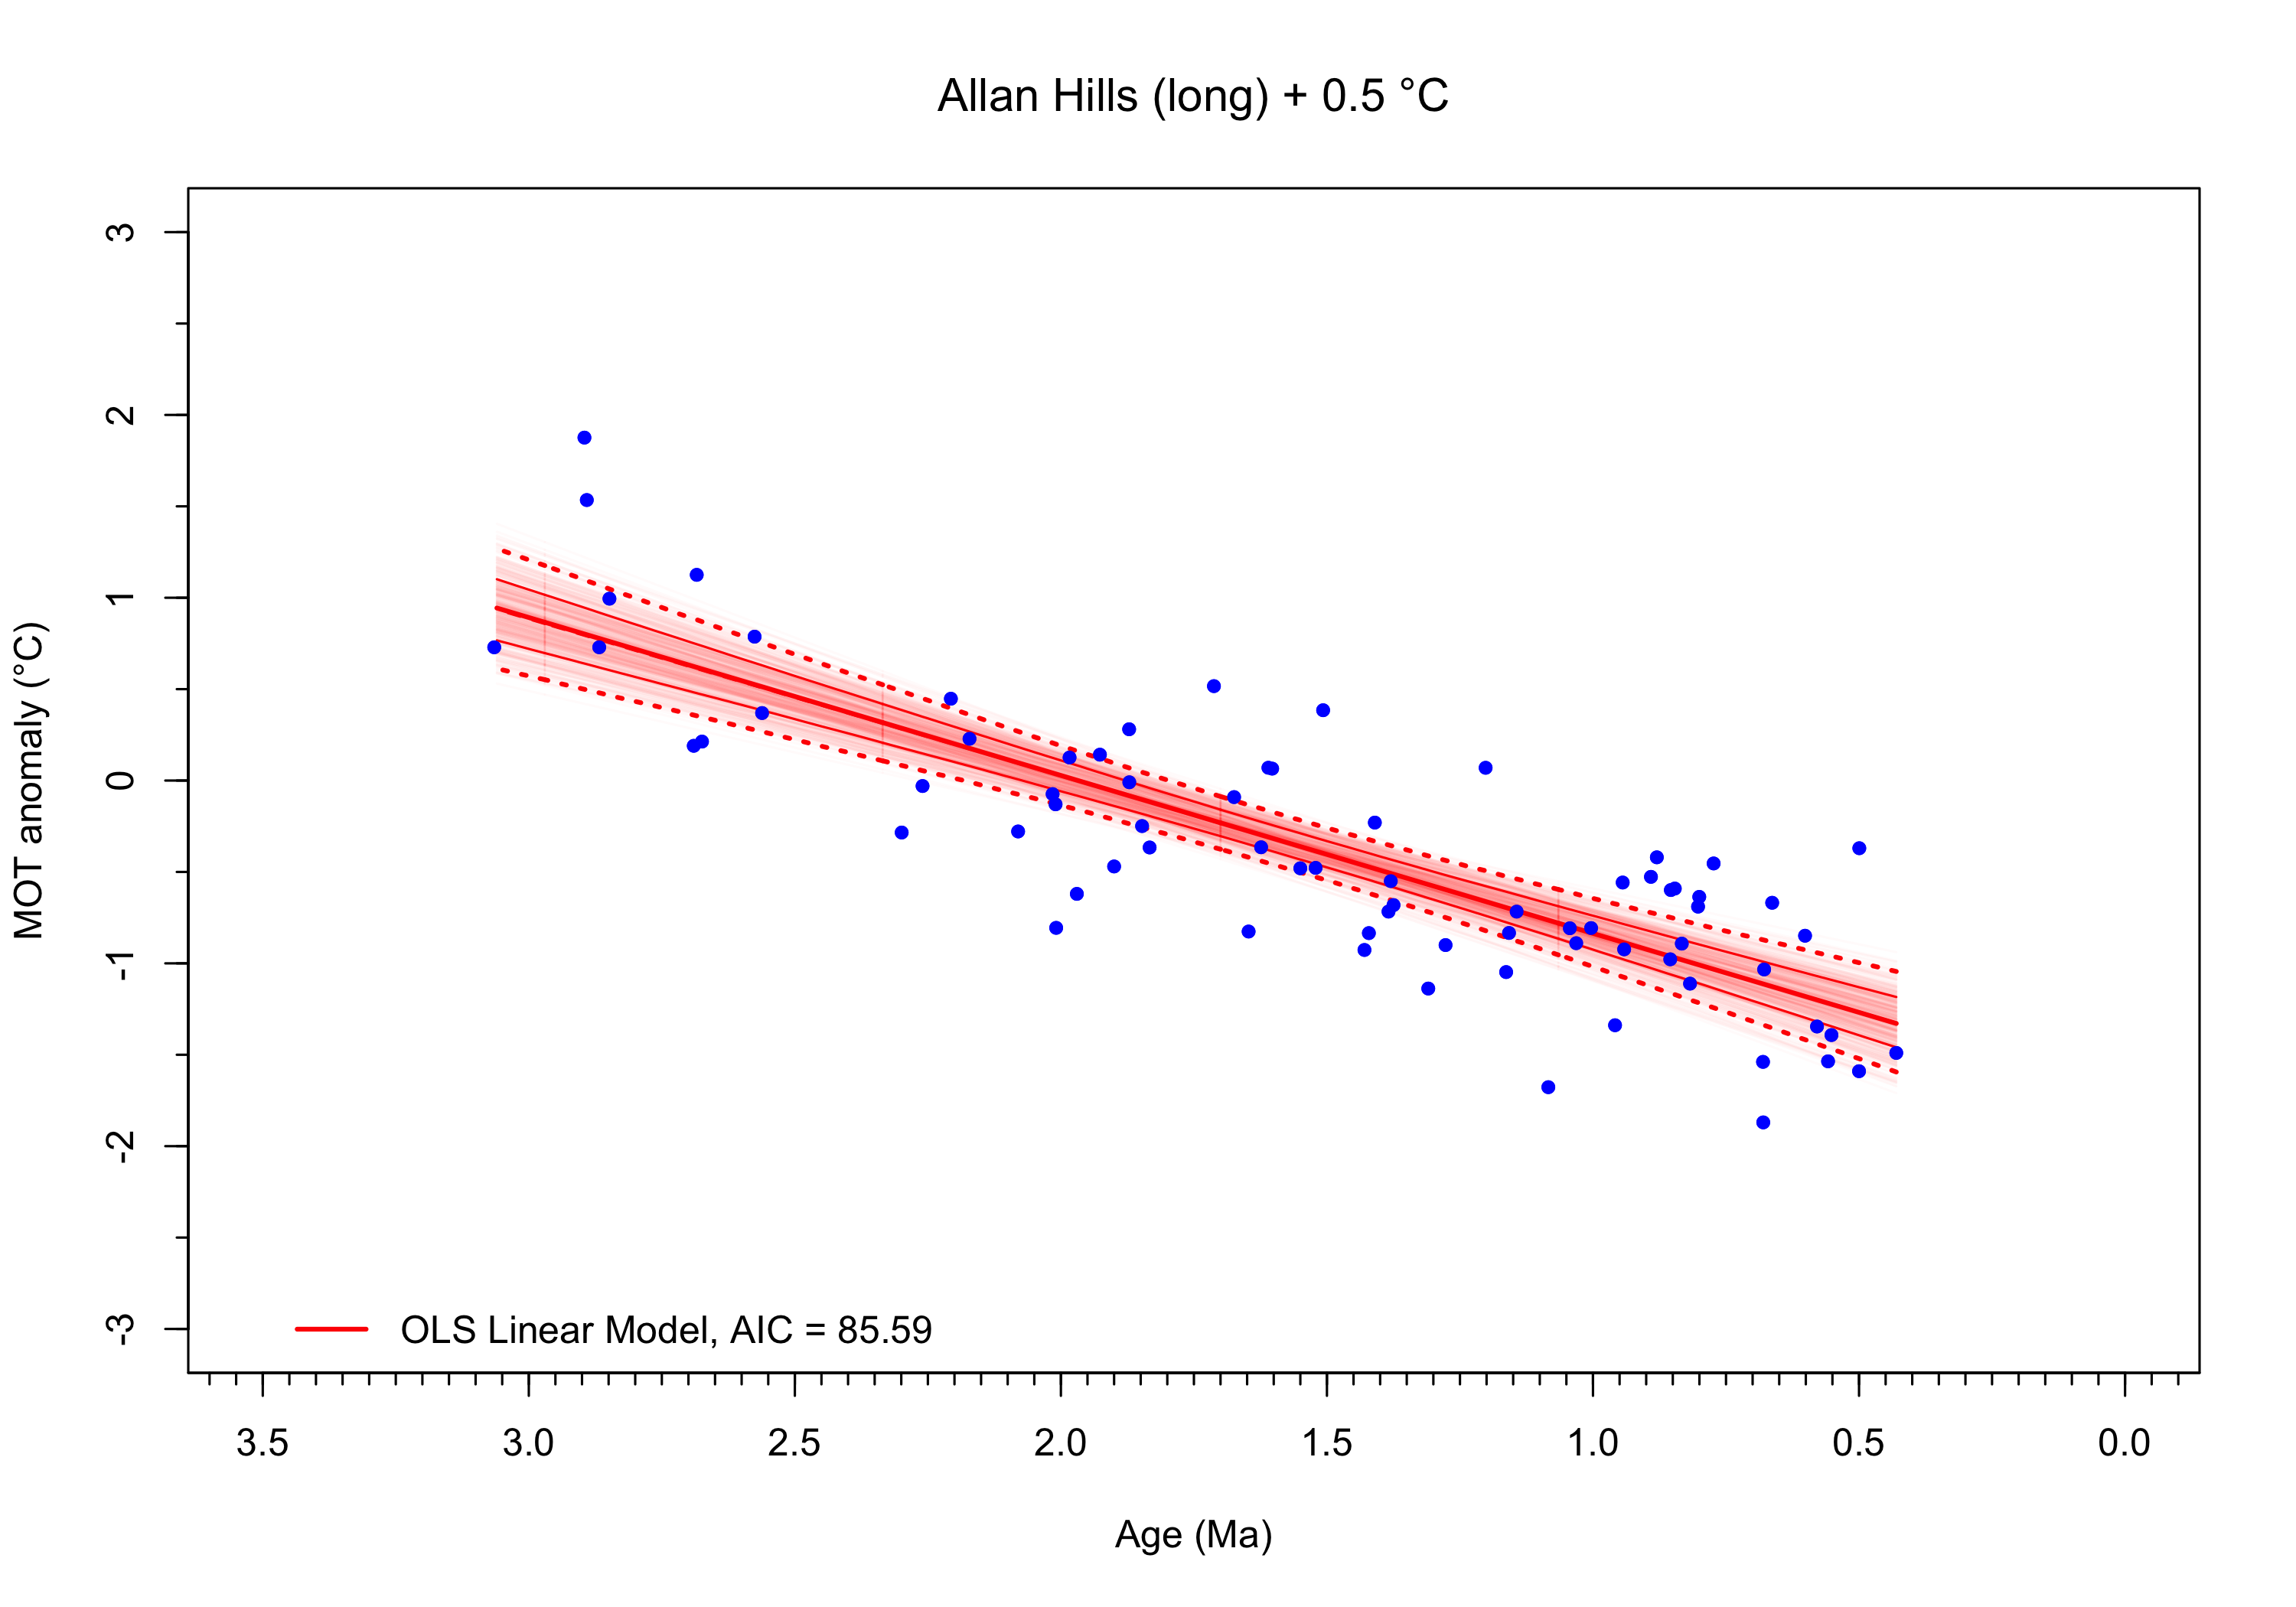 Allan Hills (long) + 0.5 °C
MOT anomaly (°C)
3
2
1
0
-1
-2
-3
OLS Linear Model, AIC = 85.59
3.5 3.0 2.5 2.0 1.5 1.0 0.5 0.0
Age (Ma)